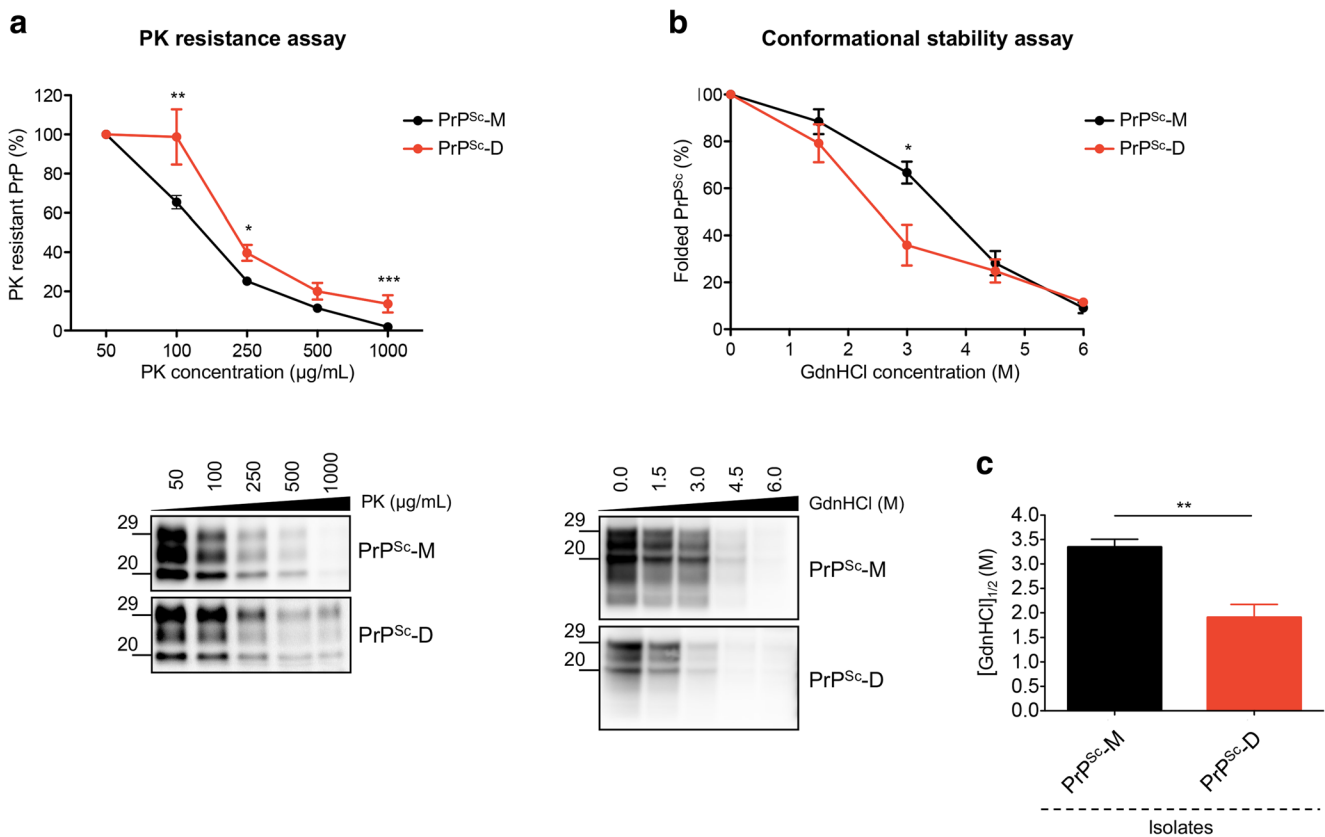 a
PK resistance assay
PK resistant PrP (%)
120
100
80
60
40
20
0
**
*
***
50 100 250 500 1000
PK concentration (µg/mL)
PrPSc-M
PrPSc-D
b
Conformational stability assay
Folded PrPSc (%)
100
80
60
40
20
0
*
0 1 2 3 4 5 6
GdnHCl concentration (M)
PrPSc-M
PrPSc-D
50 100 250 500 1000
PK (µg/mL)
29
20
PrPSc-M
29
20
PrPSc-D
0.0 1.5 3.0 4.5 6.0
GdnHCl (M)
29
20
PrPSc-M
29
20
PrPSc-D
c
[GdnHCl]1/2 (M)
4.0
3.5
3.0
2.5
2.0
1.5
1.0
0.5
0.0
**
PrPSc-M
PrPSc-D
Isolates